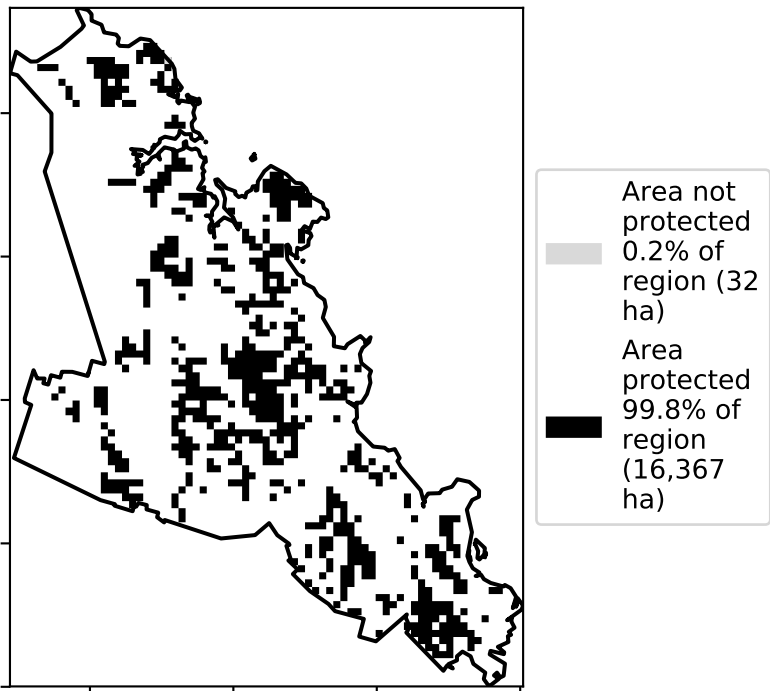 Area not
protected
0.2% of
region (32
ha)
Area
protected
99.8% of
region
(16,367
ha)